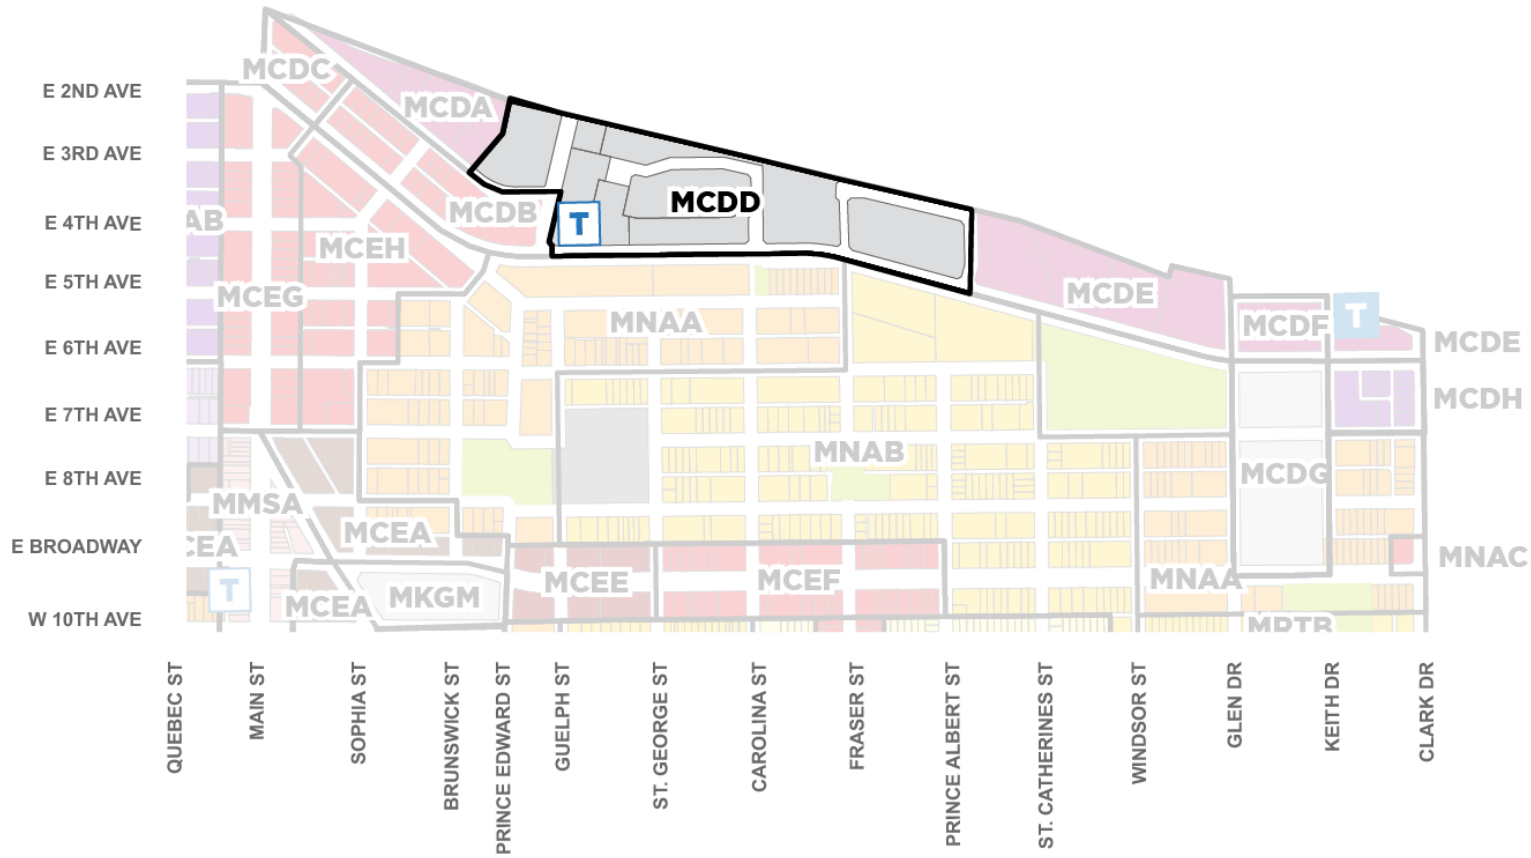 E 2ND AVE
E 3RD AVE
E 4TH AVE
E 5TH AVE
E 6TH AVE
E 7TH AVE
E 8TH AVE
E BROADWAY
W 10TH AVE
MCDC
MCDA
MCDB
MCDD
T
AB
MCEH
MCEG
MNAA
MCDE
MCDF
T
MCDE
MCDH
MNAB
MCDG
MMSA
CEA
MCEA
T
MCEA
MKGM
MCEE
MCEF
MNAA
MNAC
QUEBEC ST
MAIN ST
SOPHIA ST
BRUNSWICK ST
PRINCE EDWARD ST
GUELPH ST
ST. GEORGE ST
CAROLINA ST
FRASER ST
PRINCE ALBERT ST
ST. CATHERINES ST
WINDSOR ST
GLEN DR
KEITH DR
CLARK DR